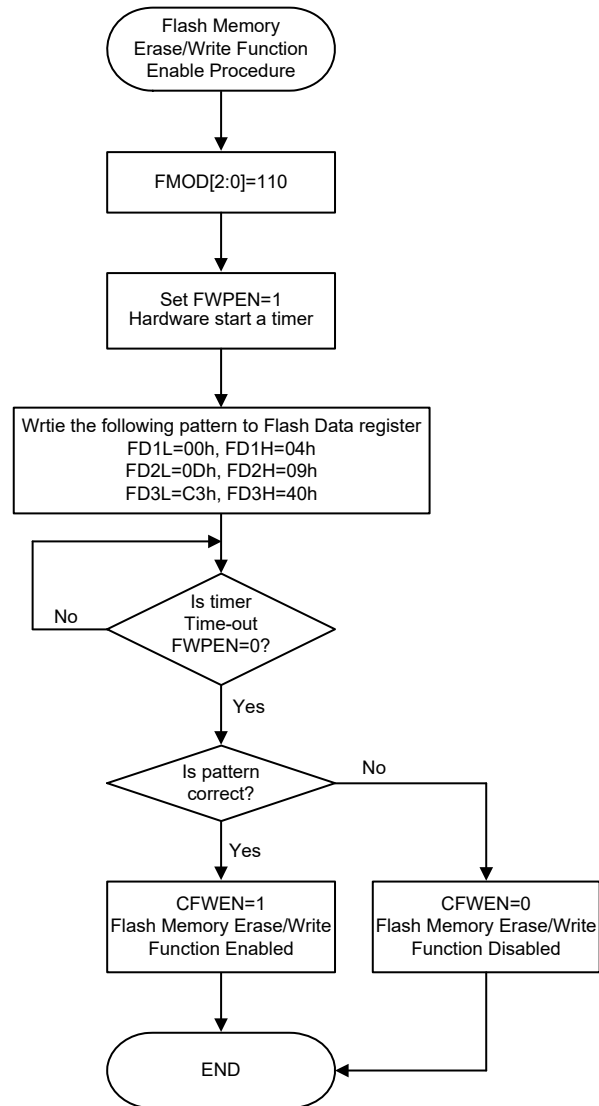 Flash Memory
Erase/Write Function
Enable Procedure
FMOD[2:0]=110
Set FWPEN=1
Hardware start a timer
Wrtie the following pattern to Flash Data register
FD1L=00h, FD1H=04h
FD2L=0Dh, FD2H=09h
FD3L=C3h, FD3H=40h
Is timer
Time-out
FWPEN=0?
No
Yes
Is pattern
correct?
No
Yes
CFWEN=1
Flash Memory Erase/Write
Function Enabled
CFWEN=0
Flash Memory Erase/Write
Function Disabled
END